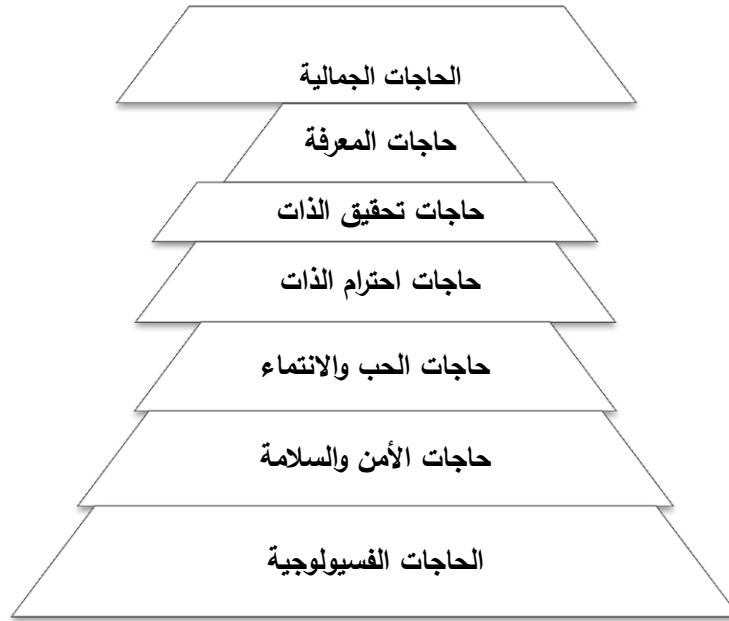 الحاجات الجمالية
حاجات المعرفة
حاجات تحقيق الذات
حاجات احترام الذات
حاجات الحب والانتماء
حاجات الأمن والسلامة
الحاجات الفسيولوجية